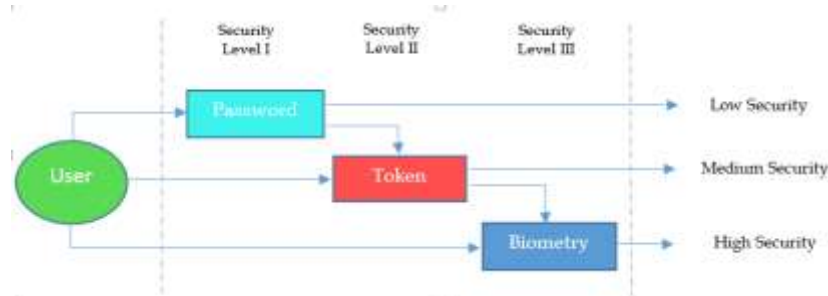 Security
Level I
Security
Level II
Security
Level III
Password
Low Security
User
Token
Medium Security
Biometry
High Security